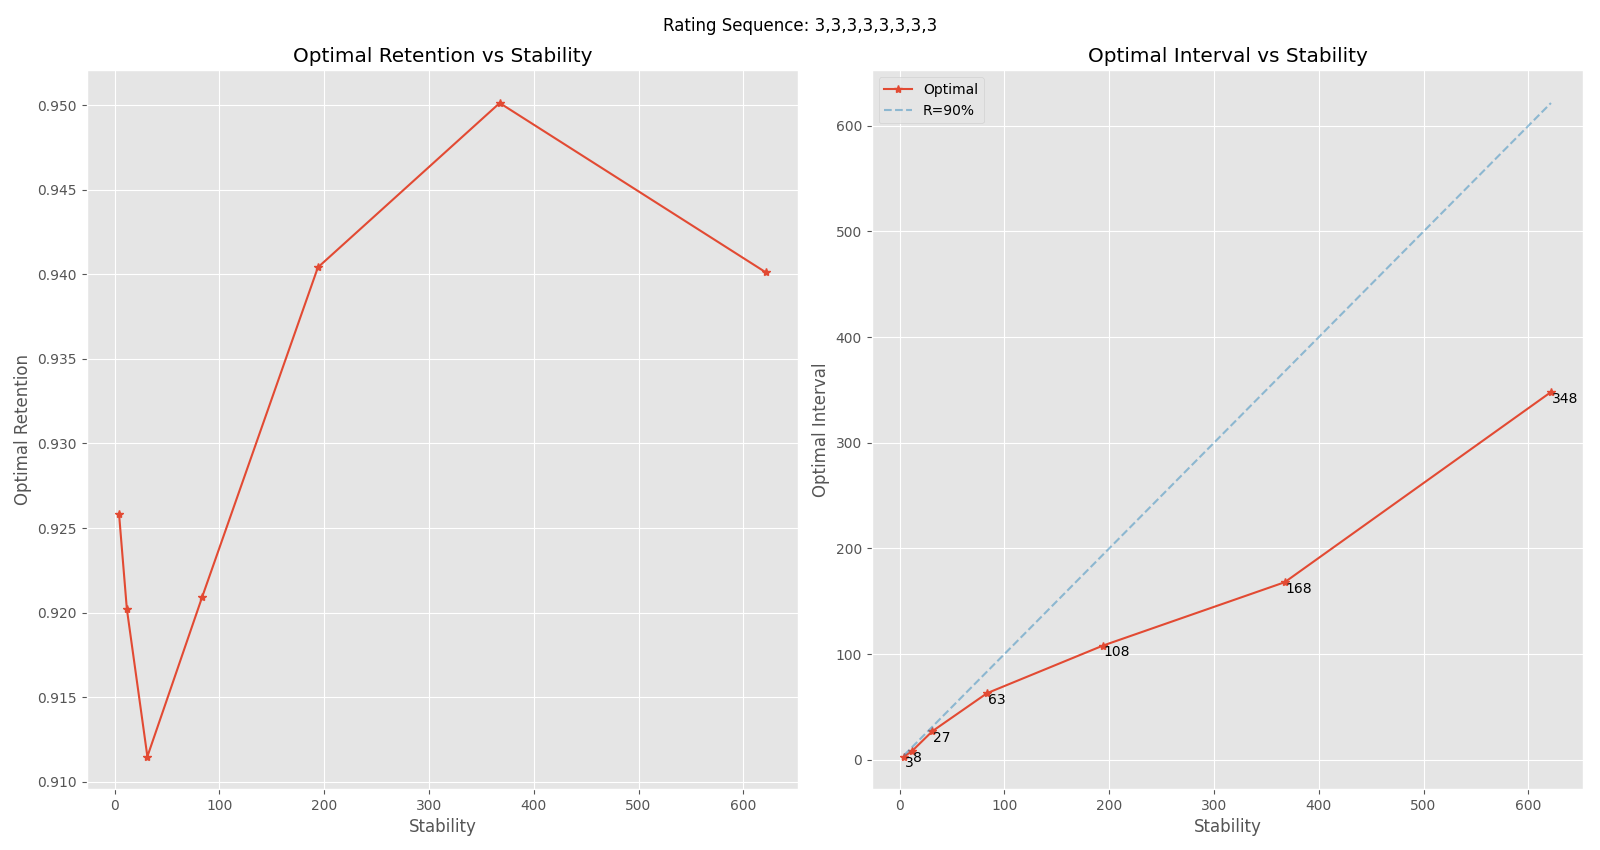 Rating Sequence: 3,3,3,3,3,3,3,3
Optimal Retention vs Stability
0.950
0.945
0.940
0.935
0.930
0.925
0.920
0.915
0.910
Optimal Retention
0 100 200 300 400 500 600
Stability
Optimal Interval vs Stability
Optimal
R=90%
600
500
400
300
200
100
0
Optimal Interval
3
8
27
63
108
168
348
0 100 200 300 400 500 600
Stability